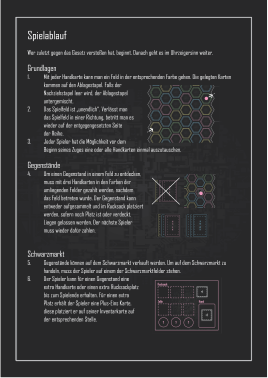 Spielablauf
Wer zuletzt gegen das Gesetz verstoßen hat, beginnt. Danach geht es im Uhrzeigersinn weiter.
Grundlagen
1. Mit jeder Handkarte kann man ein Feld in der entsprechenden Farbe gehen. Die gelegten Karten
kommen auf den Ablagestapel. Falls der
Nachziehstapel leer wird, der Ablagestapel
untergemischt.
2. Das Spielfeld ist „unendlich“. Verlässt man
das Spielfeld in einer Richtung, betritt man es
wieder auf der entgegengesetzten Seite
der Reihe.
3. Jeder Spieler hat die Möglichkeit vor dem
Beginn seines Zuges eine oder alle Handkarten einmal auszutauschen.
Gegenstände
4. Um einen Gegenstand in einem Feld zu entdecken
muss mit drei Handkarten in den Farben der
umliegenden Felder gezahlt werden, nachdem
das Feld betreten wurde. Der Gegenstand kann
entweder aufgesammelt und im Rucksack platziert
werden, sofern noch Platz ist oder verdeckt
liegen gelassen werden. Der nächste Spieler
muss wieder dafür zahlen.
Schwarzmarkt
5. Gegenstände können auf dem Schwarzmarkt verkauft werden. Um auf dem Schwarzmarkt zu
handeln, muss der Spieler auf einem der Schwarzmarktfelder stehen.
6. Der Spieler kann für einen Gegenstand eine
extra Handkarte oder einen extra Rucksackplatz
bis zum Spielende erhalten. Für einen extra
Platz erhält der Spieler eine Plus-Eins Karte,
diese platziert er auf seiner Inventarkarte auf
der entsprechenden Stelle.